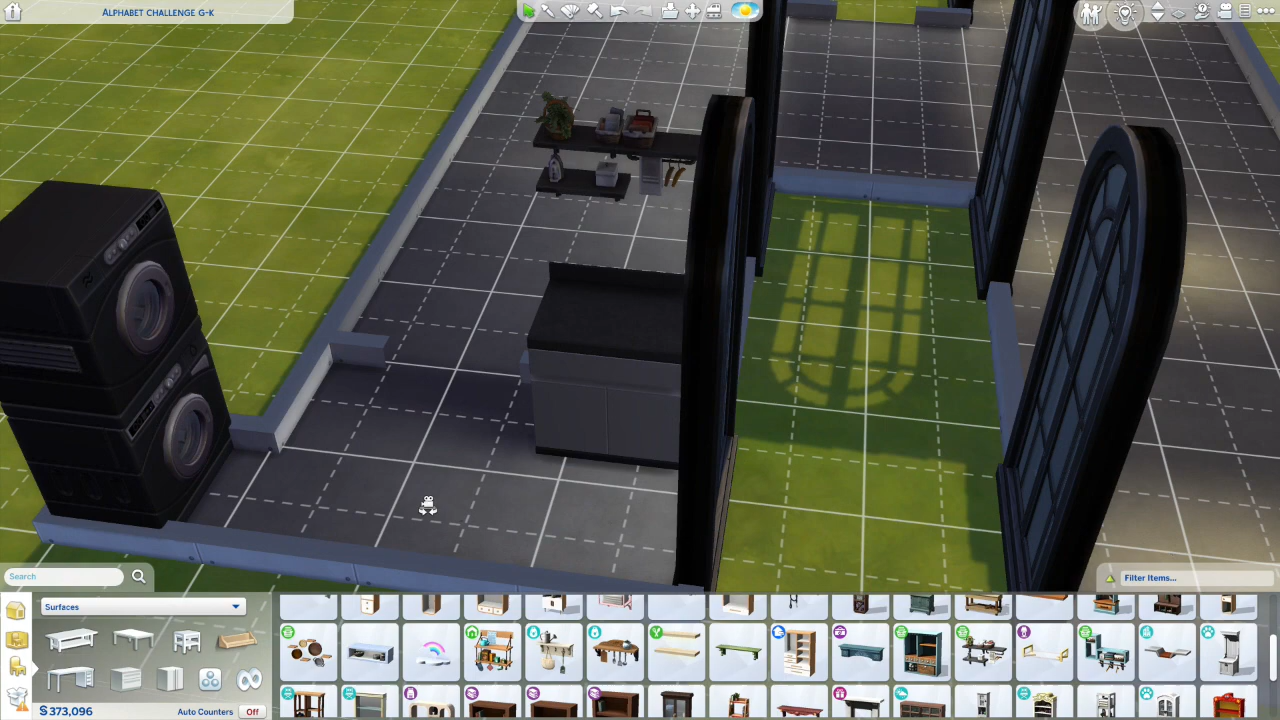 ALPHABET CHALLENGE G-K
Search
Filter Items...
Surfaces
§373,096
Auto Counters
Off